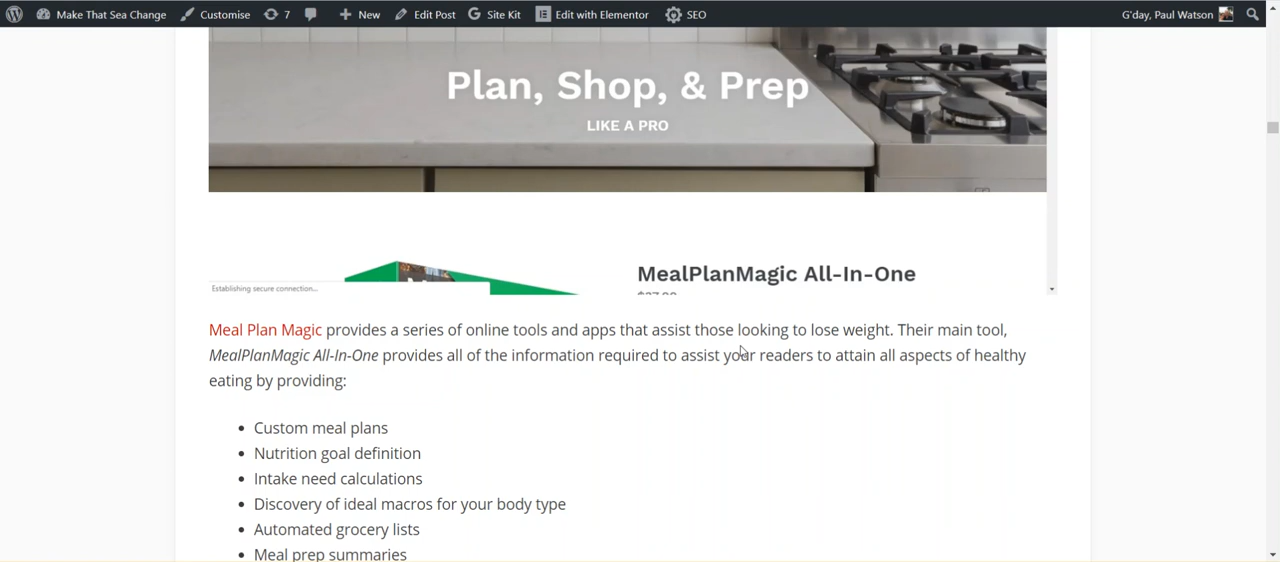 Make That Sea Change Customise 7 New Edit Post Site Kit Edit with Elementor SEO G'day, Paul Watson
Plan, Shop, & Prep
LIKE A PRO
MealPlanMagic All-In-One
Establishing secure connection...
Meal Plan Magic provides a series of online tools and apps that assist those looking to lose weight. Their main tool,
MealPlanMagic All-In-One provides all of the information required to assist your readers to attain all aspects of healthy
eating by providing:
• Custom meal plans
• Nutrition goal definition
• Intake need calculations
• Discovery of ideal macros for your body type
• Automated grocery lists
• Meal prep summaries